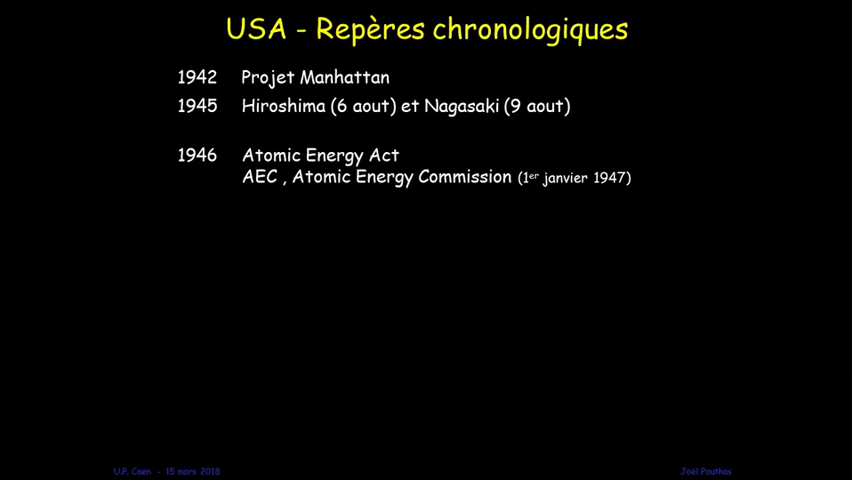 USA - Repères chronologiques
1942 Projet Manhattan
1945 Hiroshima (6 aout) et Nagasaki (9 aout)
1946 Atomic Energy Act
AEC , Atomic Energy Commission (1er janvier 1947)
U.P. Caen - 15 mars 2018
Joël Pouthas